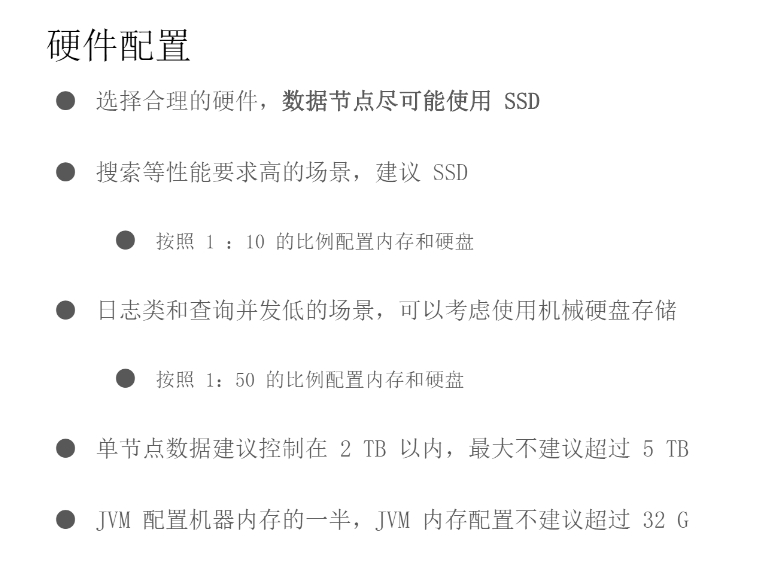 硬件配置
● 选择合理的硬件，数据节点尽可能使用 SSD
● 搜索等性能要求高的场景，建议 SSD
● 按照 1 : 10 的比例配置内存和硬盘
● 日志类和查询并发低的场景，可以考虑使用机械硬盘存储
● 按照 1: 50 的比例配置内存和硬盘
● 单节点数据建议控制在 2 TB 以内，最大不建议超过 5 TB
● JVM 配置机器内存的一半，JVM 内存配置不建议超过 32 G